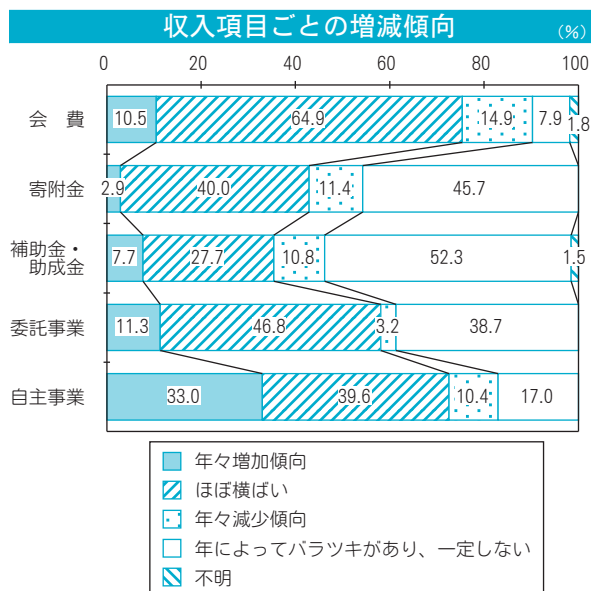 収入項目ごとの増減傾向
(%)
0 20 40 60 80 100
会 費 10.5 64.9 14.9 7.9 1.8
寄附金 2.9 40.0 11.4 45.7
補助金・
助成金 7.7 27.7 10.8 52.3 1.5
委託事業 11.3 46.8 3.2 38.7
自主事業 33.0 39.6 10.4 17.0
年々増加傾向
ほぼ横ばい
年々減少傾向
年によってバラツキがあり、一定しない
不明